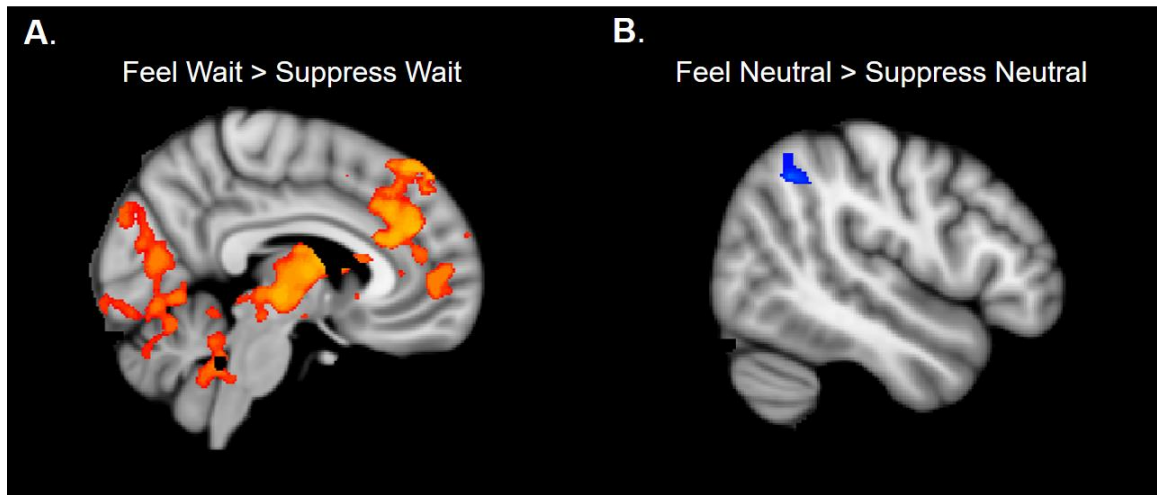 A.
Feel Wait > Suppress Wait
B.
Feel Neutral > Suppress Neutral